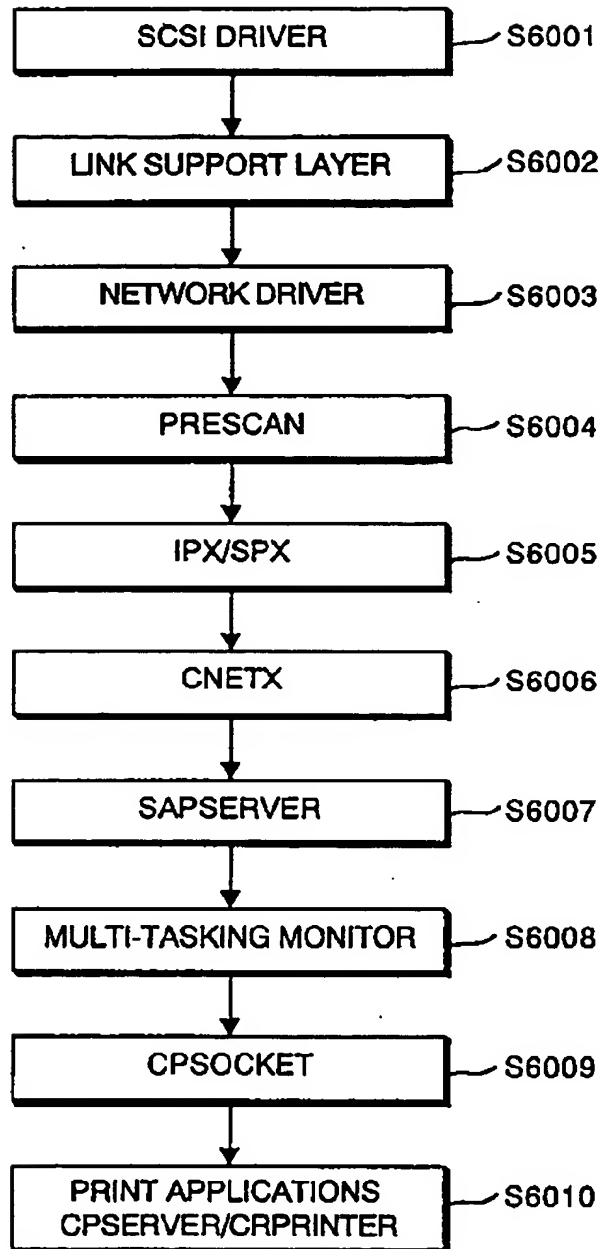 SCSI DRIVER
S6001
LINK SUPPORT LAYER
S6002
NETWORK DRIVER
S6003
PRESCAN
S6004
IPX/SPX
S6005
CNETX
S6006
SAPSERVER
S6007
MULTI-TASKING MONITOR
S6008
CPSOCKET
S6009
PRINT APPLICATIONS
CPSERVER/CRPRINTER
S6010